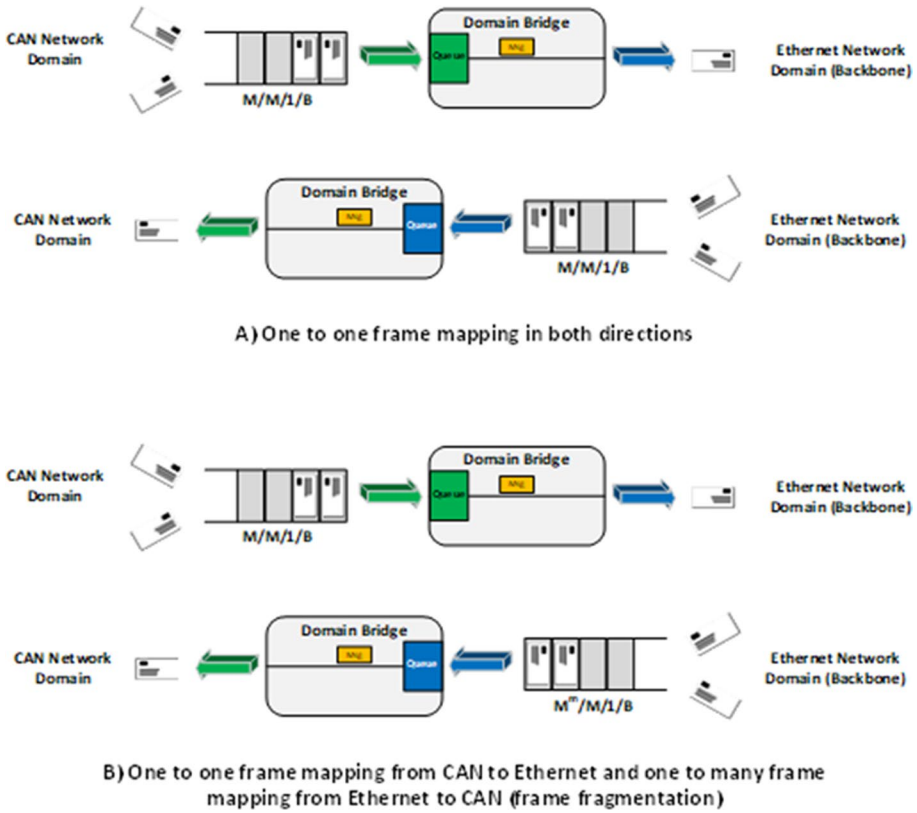 Domain Bridge
CAN Network
Domain
Queue
Msg
Ethernet Network
Domain (Backbone)
M/M/1/B
Domain Bridge
CAN Network
Domain
Msg
Queue
Ethernet Network
Domain (Backbone)
M/M/1/B
A) One to one frame mapping in both directions
Domain Bridge
CAN Network
Domain
Queue
Msg
Ethernet Network
Domain (Backbone)
M/M/1/B
Domain Bridge
CAN Network
Domain
Msg
Queue
Ethernet Network
Domain (Backbone)
Mᵐ/M/1/B
B) One to one frame mapping from CAN to Ethernet and one to many frame
mapping from Ethernet to CAN (frame fragmentation)